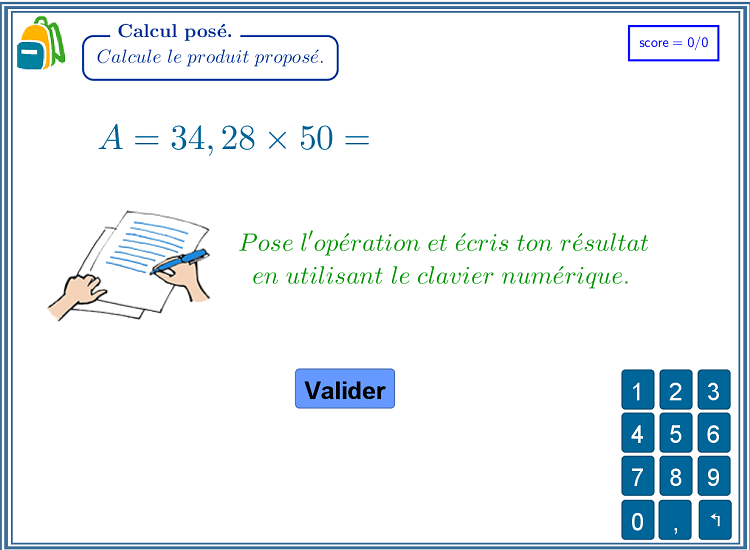 Calcul posé.
Calcule le produit proposé.
score = 0/0
A = 34, 28 × 50 =
Pose l'opération et écris ton résultat
en utilisant le clavier numérique.
Valider
1 2 3
4 5 6
7 8 9
0 , ↰